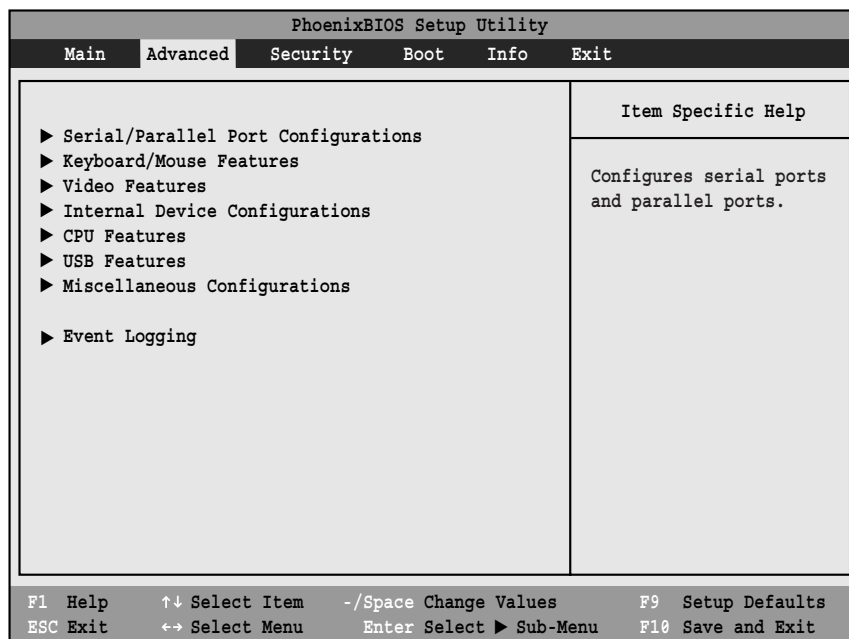 PhoenixBIOS Setup Utility
Main Advanced Security Boot Info Exit
▶ Serial/Parallel Port Configurations
▶ Keyboard/Mouse Features
▶ Video Features
▶ Internal Device Configurations
▶ CPU Features
▶ USB Features
▶ Miscellaneous Configurations
▶ Event Logging
Item Specific Help
Configures serial ports
and parallel ports.
F1 Help ↑↓ Select Item -/Space Change Values F9 Setup Defaults
ESC Exit ←→ Select Menu Enter Select ▶ Sub-Menu F10 Save and Exit